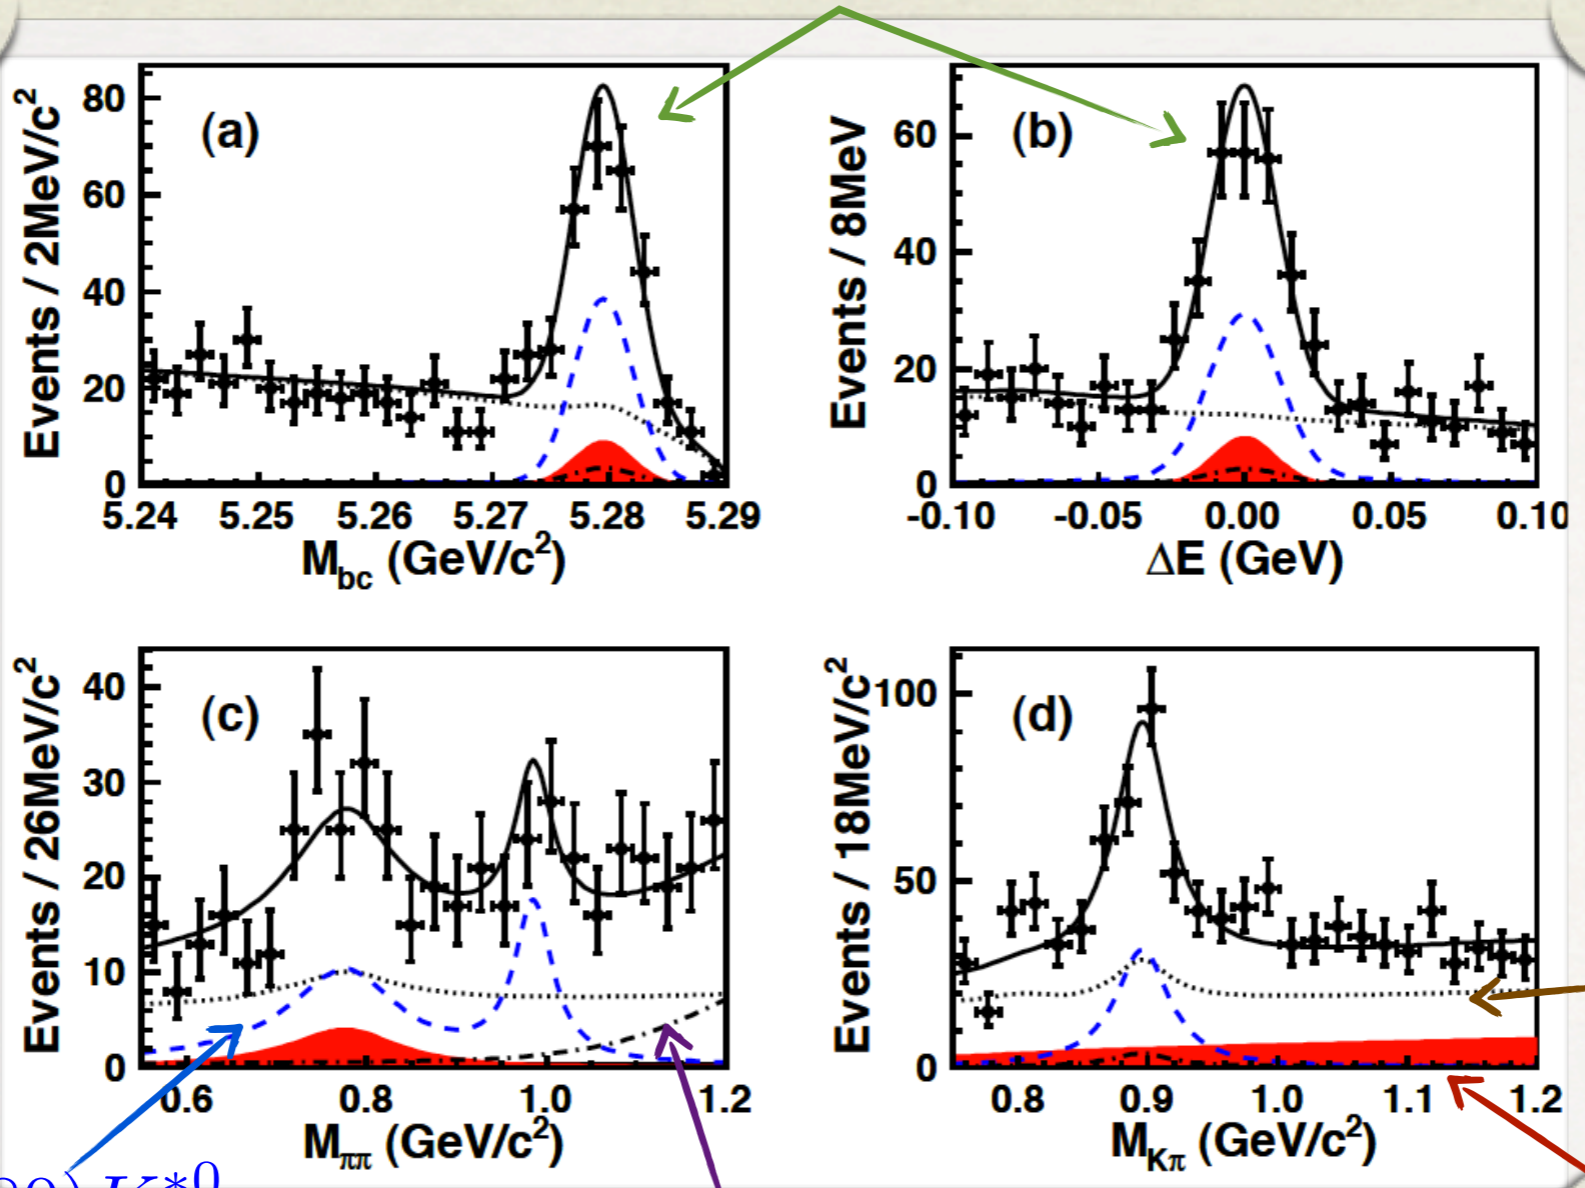 Events / 2MeV/c²
80
60
40
20
0
(a)
5.24 5.25 5.26 5.27 5.28 5.29
M_bc (GeV/c²)
Events / 8MeV
60
40
20
0
(b)
-0.10 -0.05 0.00 0.05 0.10
ΔE (GeV)
Events / 26MeV/c²
40
30
20
10
0
(c)
0.6 0.8 1.0 1.2
M_ππ (GeV/c²)
Events / 18MeV/c²
100
50
0
(d)
0.8 0.9 1.0 1.1 1.2
M_Kπ (GeV/c²)
) K*⁰